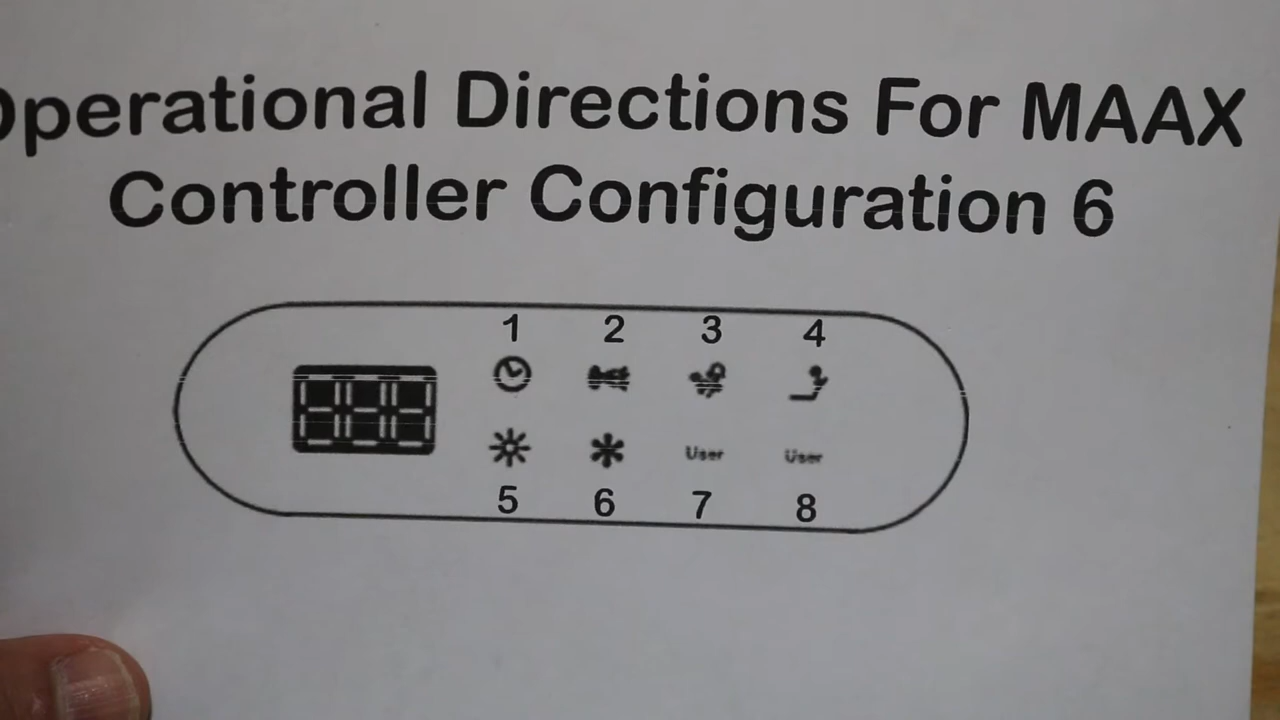 Operational Directions For MAAX
Controller Configuration 6
1 2 3 4
User User
5 6 7 8